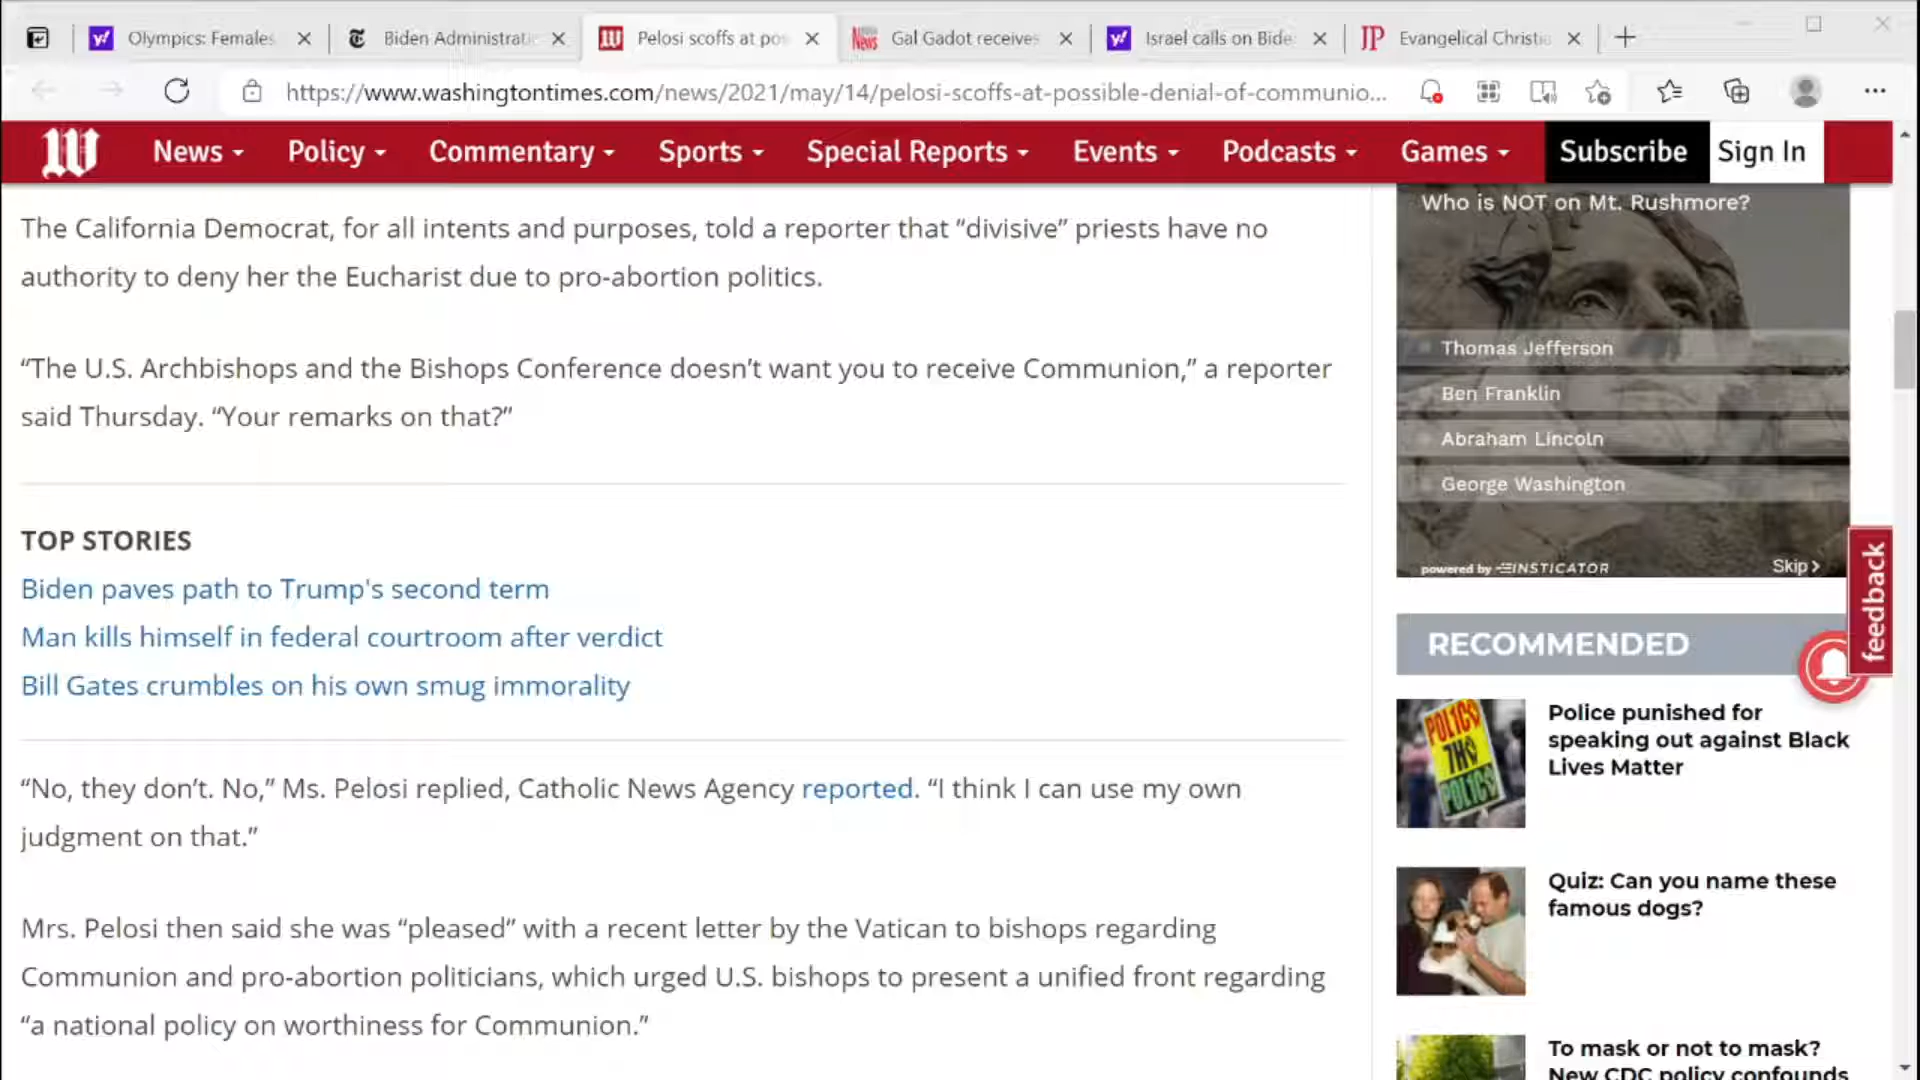 Olympics: Females
Biden Administrati
Pelosi scoffs at pos
Gal Gadot receives
Israel calls on Bide
Evangelical Christi
https://www.washingtontimes.com/news/2021/may/14/pelosi-scoffs-at-possible-denial-of-communio...
W
News
Policy
Commentary
Sports
Special Reports
Events
Podcasts
Games
Subscribe
Sign In
The California Democrat, for all intents and purposes, told a reporter that “divisive” priests have no
authority to deny her the Eucharist due to pro-abortion politics.
“The U.S. Archbishops and the Bishops Conference doesn’t want you to receive Communion,” a reporter
said Thursday. “Your remarks on that?”
TOP STORIES
Biden paves path to Trump's second term
Man kills himself in federal courtroom after verdict
Bill Gates crumbles on his own smug immorality
“No, they don’t. No,” Ms. Pelosi replied, Catholic News Agency reported. “I think I can use my own
judgment on that.”
Mrs. Pelosi then said she was “pleased” with a recent letter by the Vatican to bishops regarding
Communion and pro-abortion politicians, which urged U.S. bishops to present a unified front regarding
“a national policy on worthiness for Communion.”
Who is NOT on Mt. Rushmore?
Thomas Jefferson
Ben Franklin
Abraham Lincoln
George Washington
powered by INSTICATOR
Skip
feedback
RECOMMENDED
Police punished for
speaking out against Black
Lives Matter
Quiz: Can you name these
famous dogs?
To mask or not to mask?
New CDC policy confounds